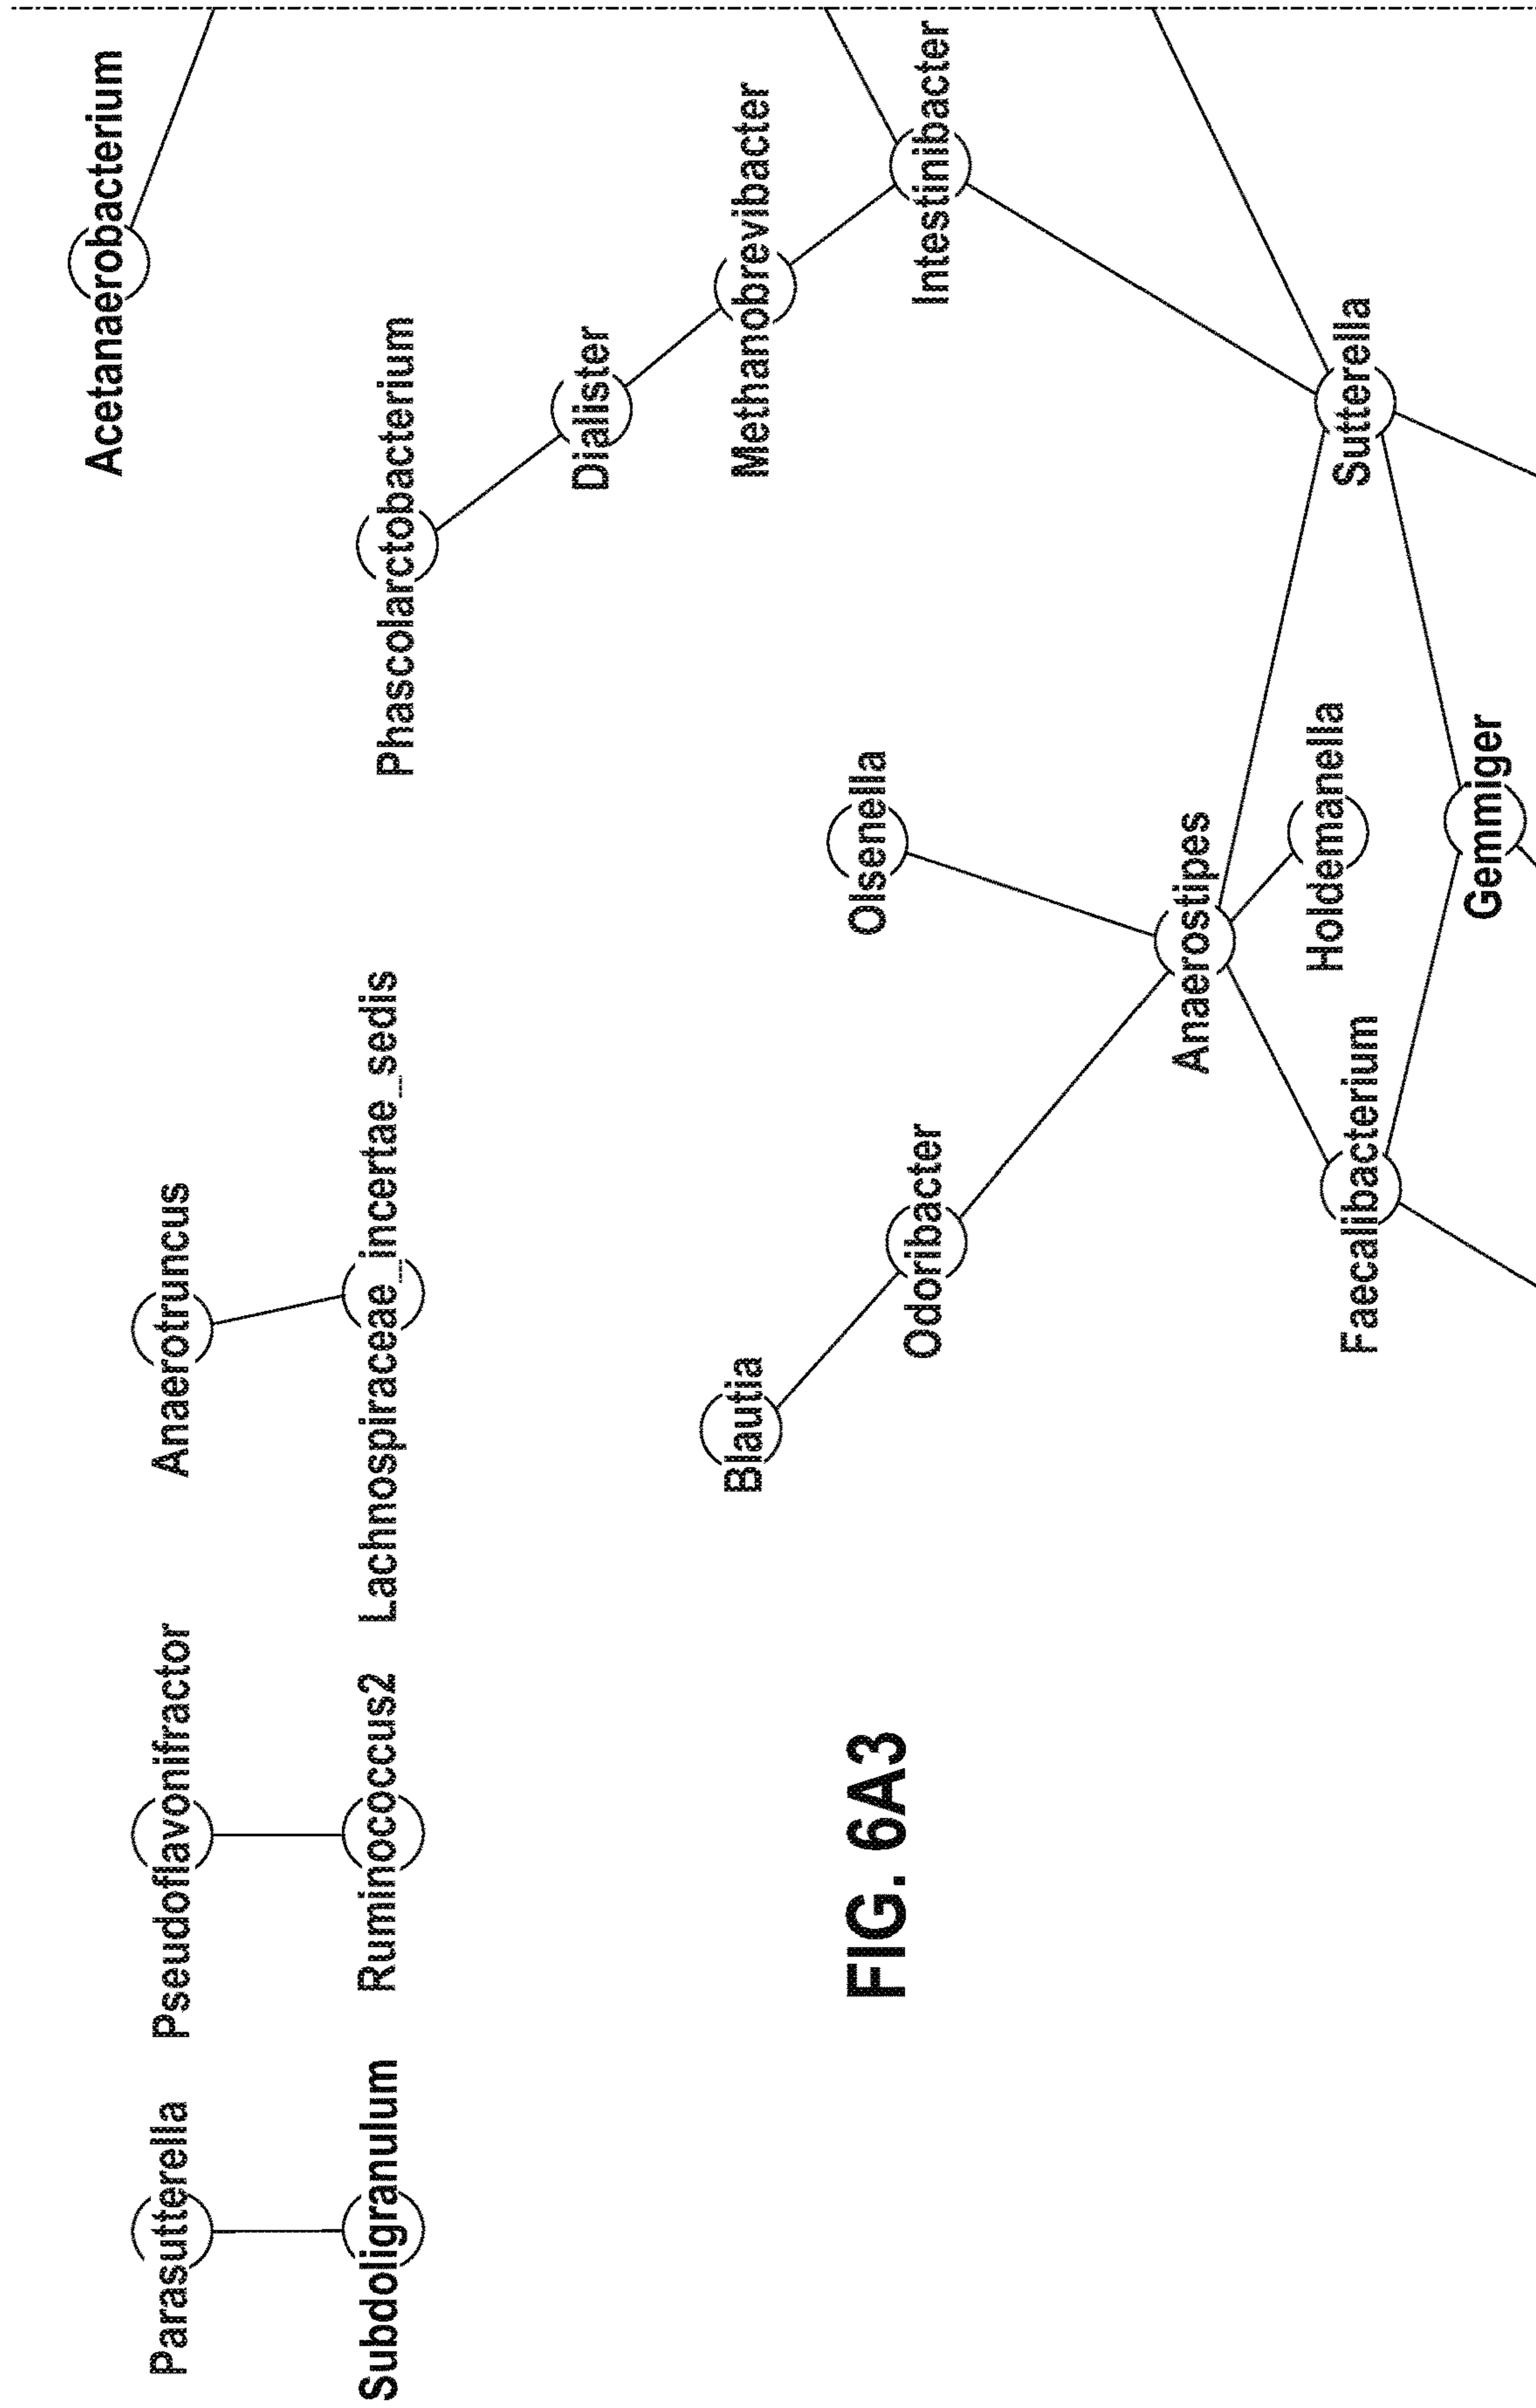 Parasutterella
Pseudoflavonifractor
Anaerotruncus
Acetanaerobacterium
Subdoligranulum
Ruminococcus2
Lachnospiraceae_incertae_sedis
Phascolarctobacterium
Dialister
Blautia
Methanobrevibacter
Olsenella
Odoribacter
Intestinibacter
FIG. 6A3
Anaerostipes
Holdemanella
Faecalibacterium
Sutterella
Gemmiger